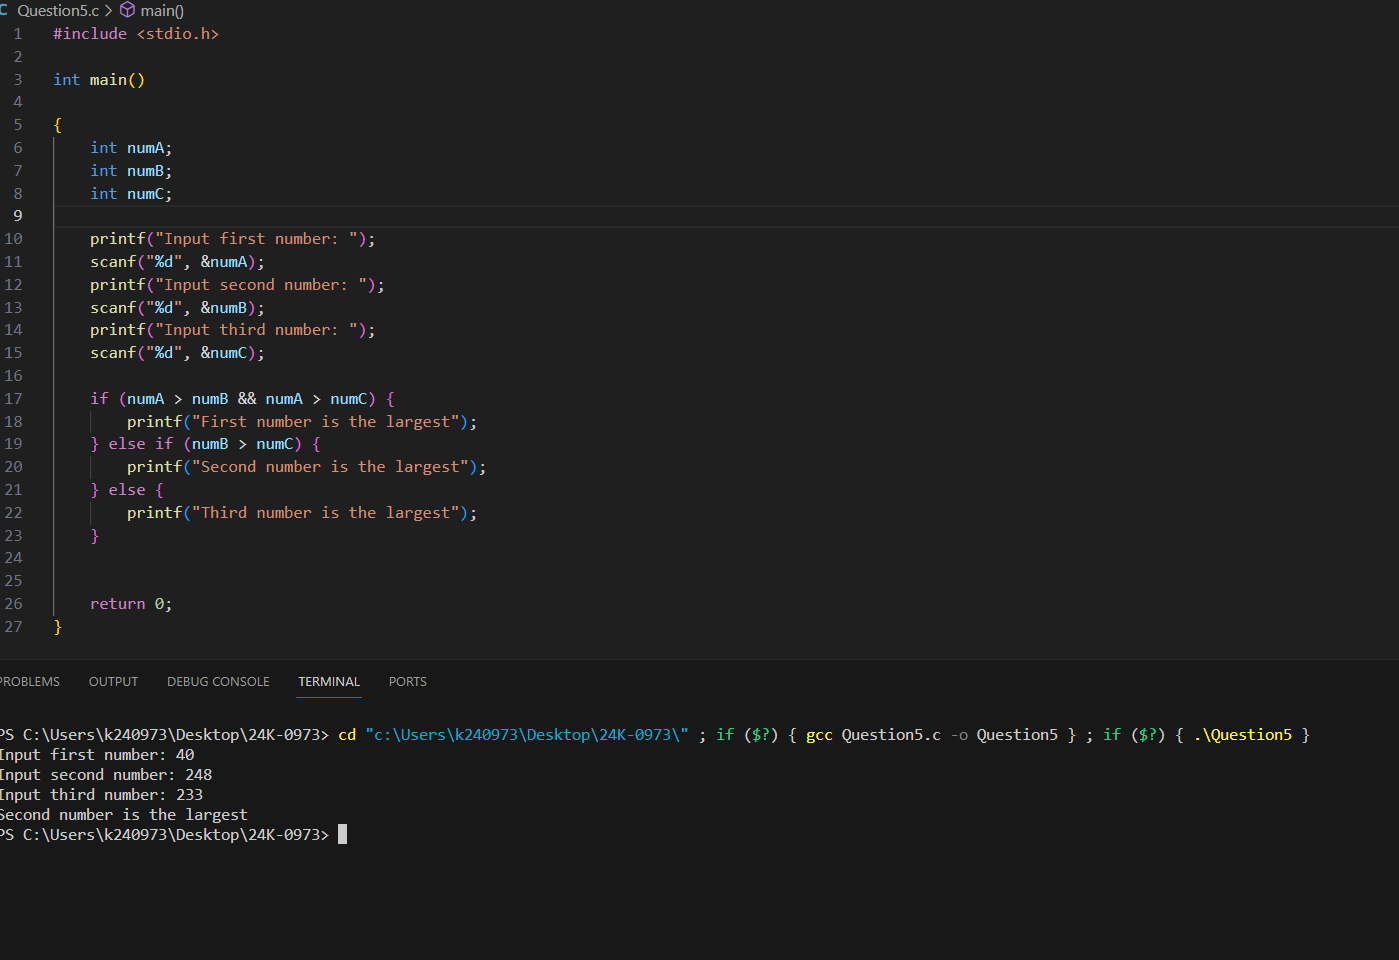 C Question5.c > main()
1 #include <stdio.h>
2
3 int main()
4
5 {
6     int numA;
7     int numB;
8     int numC;
9
10     printf("Input first number: ");
11     scanf("%d", &numA);
12     printf("Input second number: ");
13     scanf("%d", &numB);
14     printf("Input third number: ");
15     scanf("%d", &numC);
16
17     if (numA > numB && numA > numC) {
18         printf("First number is the largest");
19     } else if (numB > numC) {
20         printf("Second number is the largest");
21     } else {
22         printf("Third number is the largest");
23     }
24
25
26     return 0;
27 }
PROBLEMS OUTPUT DEBUG CONSOLE TERMINAL PORTS
PS C:\Users\k240973\Desktop\24K-0973> cd "c:\Users\k240973\Desktop\24K-0973\" ; if ($?) { gcc Question5.c -o Question5 } ; if ($?) { .\Question5 }
Input first number: 40
Input second number: 248
Input third number: 233
Second number is the largest
PS C:\Users\k240973\Desktop\24K-0973>